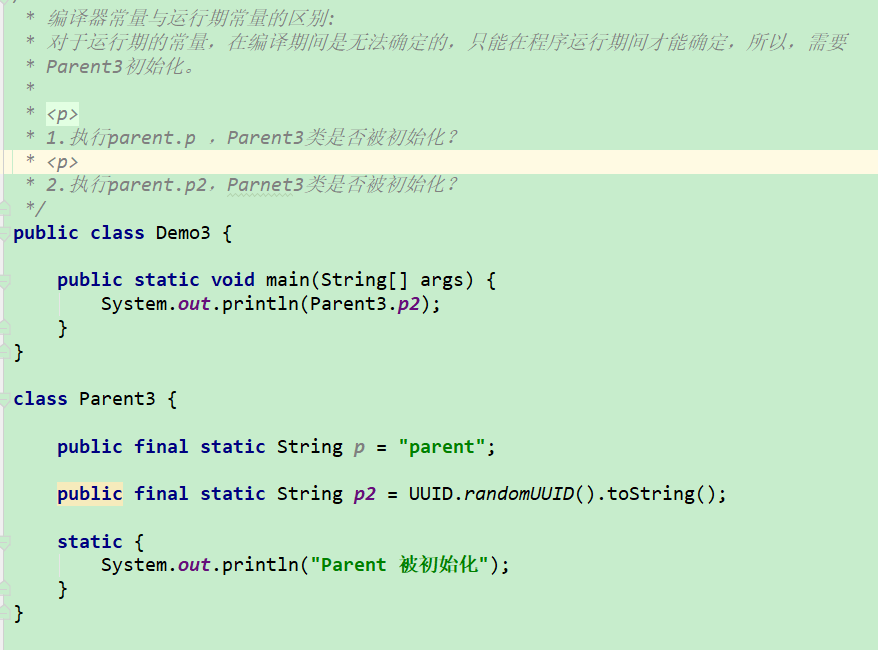 * 编译器常量与运行期常量的区别:
* 对于运行期的常量，在编译期间是无法确定的，只能在程序运行期间才能确定，所以，需要
* Parent3初始化。
*
* <p>
* 1.执行parent.p ，Parent3类是否被初始化？
* <p>
* 2.执行parent.p2，Parnet3类是否被初始化？
*/
public class Demo3 {
public static void main(String[] args) {
System.out.println(Parent3.p2);
}
}
class Parent3 {
public final static String p = "parent";
public final static String p2 = UUID.randomUUID().toString();
static {
System.out.println("Parent 被初始化");
}
}